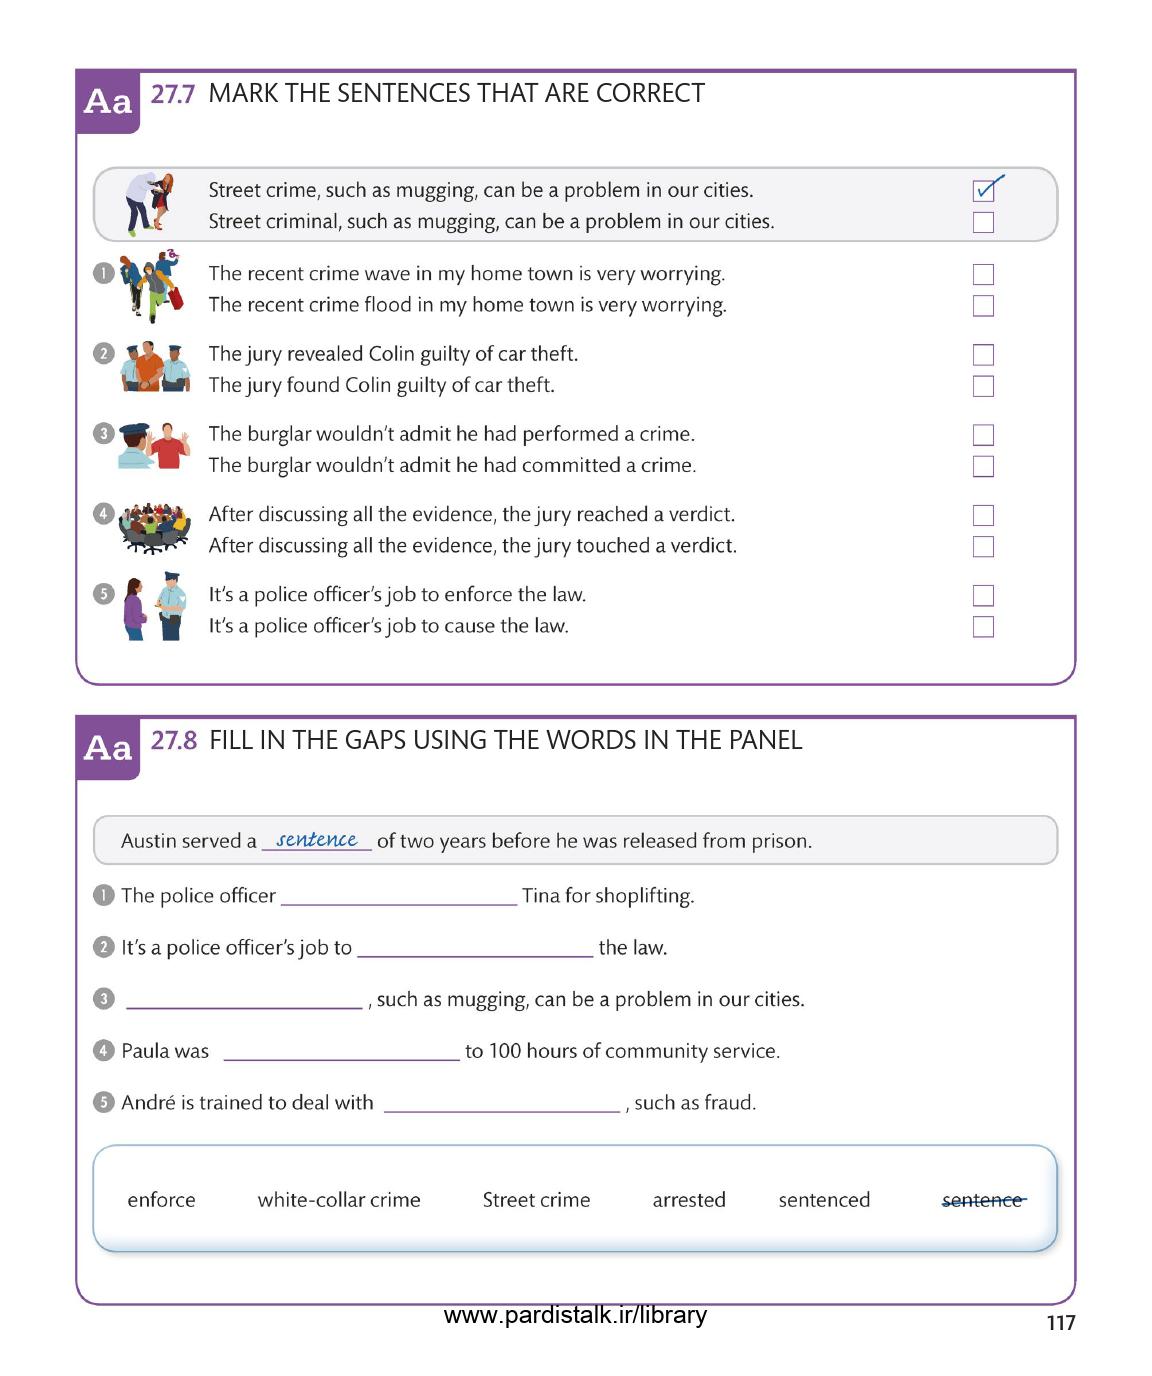 Aa 27.7 MARK THE SENTENCES THAT ARE CORRECT
Street crime, such as mugging, can be a problem in our cities.
Street criminal, such as mugging, can be a problem in our cities.
1 The recent crime wave in my home town is very worrying.
The recent crime flood in my home town is very worrying.
2 The jury revealed Colin guilty of car theft.
The jury found Colin guilty of car theft.
3 The burglar wouldn't admit he had performed a crime.
The burglar wouldn't admit he had committed a crime.
4 After discussing all the evidence, the jury reached a verdict.
After discussing all the evidence, the jury touched a verdict.
5 It's a police officer's job to enforce the law.
It's a police officer's job to cause the law.
Aa 27.8 FILL IN THE GAPS USING THE WORDS IN THE PANEL
Austin served a sentence of two years before he was released from prison.
1 The police officer ____ Tina for shoplifting.
2 It's a police officer's job to ____ the law.
3 ____ , such as mugging, can be a problem in our cities.
4 Paula was ____ to 100 hours of community service.
5 André is trained to deal with ____ , such as fraud.
enforce white-collar crime Street crime arrested sentenced sentence
www.pardistalk.ir/library
117